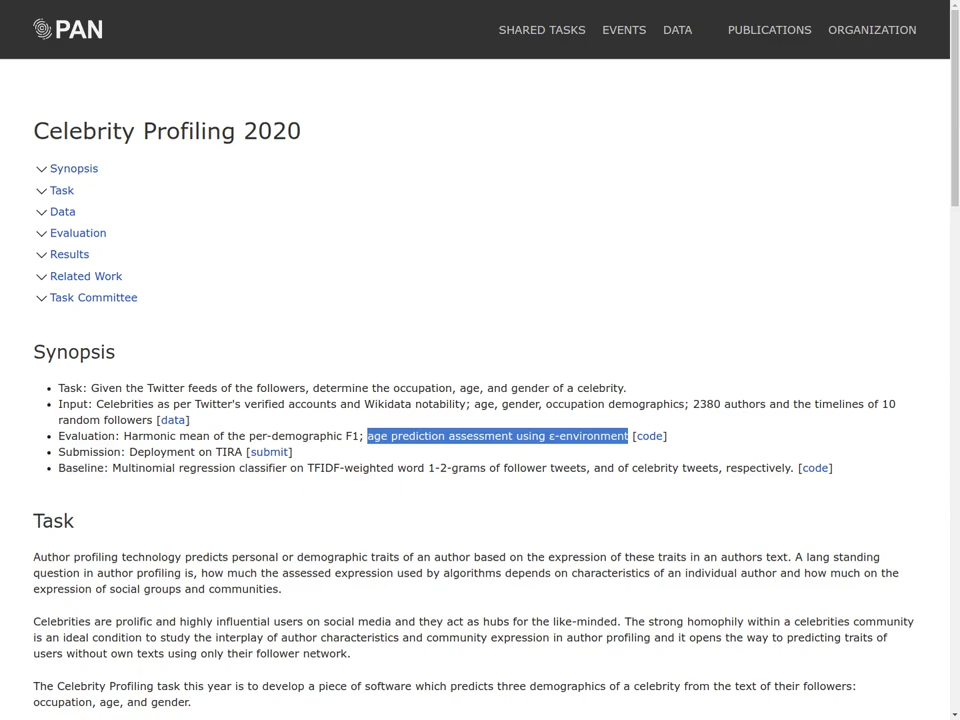 PAN
SHARED TASKS EVENTS DATA PUBLICATIONS ORGANIZATION
Celebrity Profiling 2020
Synopsis
Task
Data
Evaluation
Results
Related Work
Task Committee
Synopsis
• Task: Given the Twitter feeds of the followers, determine the occupation, age, and gender of a celebrity.
• Input: Celebrities as per Twitter's verified accounts and Wikidata notability; age, gender, occupation demographics; 2380 authors and the timelines of 10
random followers [data]
• Evaluation: Harmonic mean of the per-demographic F1; age prediction assessment using ε-environment [code]
• Submission: Deployment on TIRA [submit]
• Baseline: Multinomial regression classifier on TFIDF-weighted word 1-2-grams of follower tweets, and of celebrity tweets, respectively. [code]
Task
Author profiling technology predicts personal or demographic traits of an author based on the expression of these traits in an authors text. A lang standing
question in author profiling is, how much the assessed expression used by algorithms depends on characteristics of an individual author and how much on the
expression of social groups and communities.
Celebrities are prolific and highly influential users on social media and they act as hubs for the like-minded. The strong homophily within a celebrities community
is an ideal condition to study the interplay of author characteristics and community expression in author profiling and it opens the way to predicting traits of
users without own texts using only their follower network.
The Celebrity Profiling task this year is to develop a piece of software which predicts three demographics of a celebrity from the text of their followers:
occupation, age, and gender.